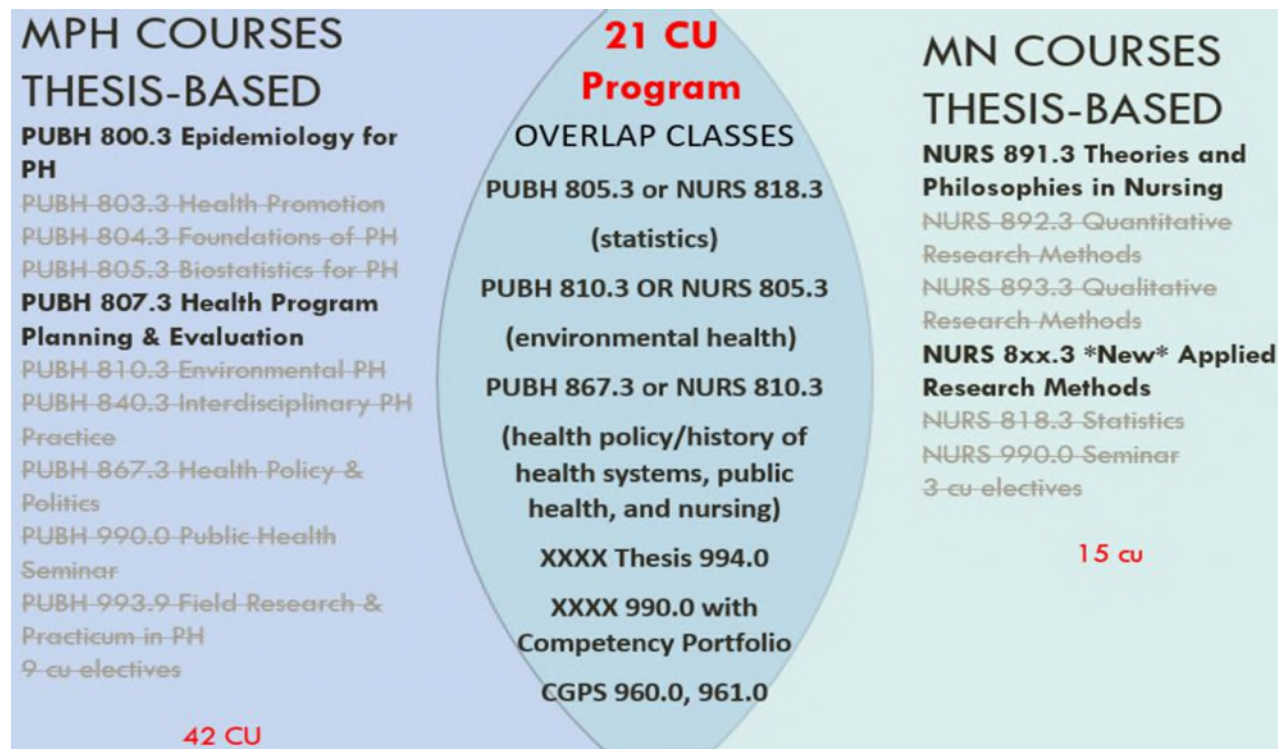 MPH COURSES
THESIS-BASED
PUBH 800.3 Epidemiology for
PH
PUBH 803.3 Health Promotion
PUBH 804.3 Foundations of PH
PUBH 805.3 Biostatistics for PH
PUBH 807.3 Health Program
Planning & Evaluation
PUBH 810.3 Environmental PH
PUBH 840.3 Interdisciplinary PH
Practice
PUBH 867.3 Health Policy &
Politics
PUBH 990.0 Public Health
Seminar
PUBH 993.9 Field Research &
Practicum in PH
9 cu electives
42 CU
21 CU
Program
OVERLAP CLASSES
PUBH 805.3 or NURS 818.3
(statistics)
PUBH 810.3 OR NURS 805.3
(environmental health)
PUBH 867.3 or NURS 810.3
(health policy/history of
health systems, public
health, and nursing)
XXXX Thesis 994.0
XXXX 990.0 with
Competency Portfolio
CGPS 960.0, 961.0
MN COURSES
THESIS-BASED
NURS 891.3 Theories and
Philosophies in Nursing
NURS 892.3 Quantitative
Research Methods
NURS 893.3 Qualitative
Research Methods
NURS 8xx.3 *New* Applied
Research Methods
NURS 818.3 Statistics
NURS 990.0 Seminar
3 cu electives
15 cu